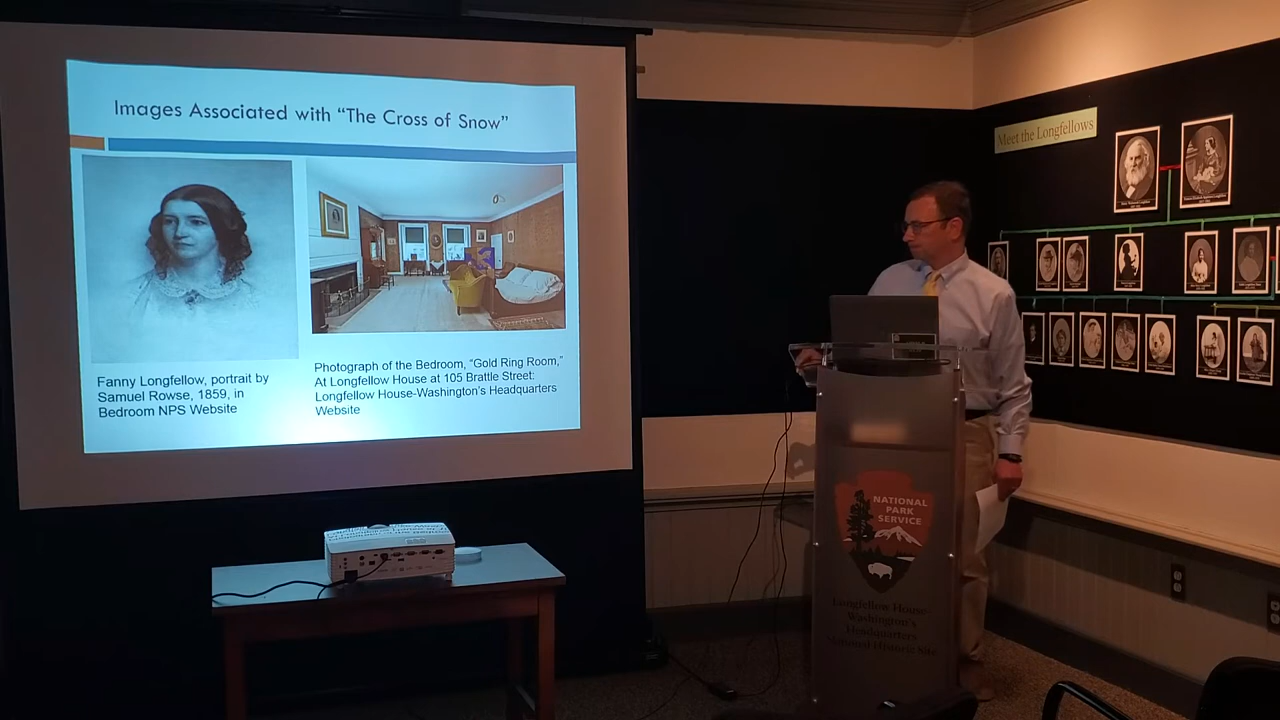 Images Associated with “The Cross of Snow”
Fanny Longfellow, portrait by
Samuel Rowse, 1859, in
Bedroom NPS Website
Photograph of the Bedroom, “Gold Ring Room,”
At Longfellow House at 105 Brattle Street:
Longfellow House-Washington’s Headquarters
Website
Meet the Longfellows
NATIONAL
PARK
SERVICE
Longfellow House-
Washington's
Headquarters
National Historic Site